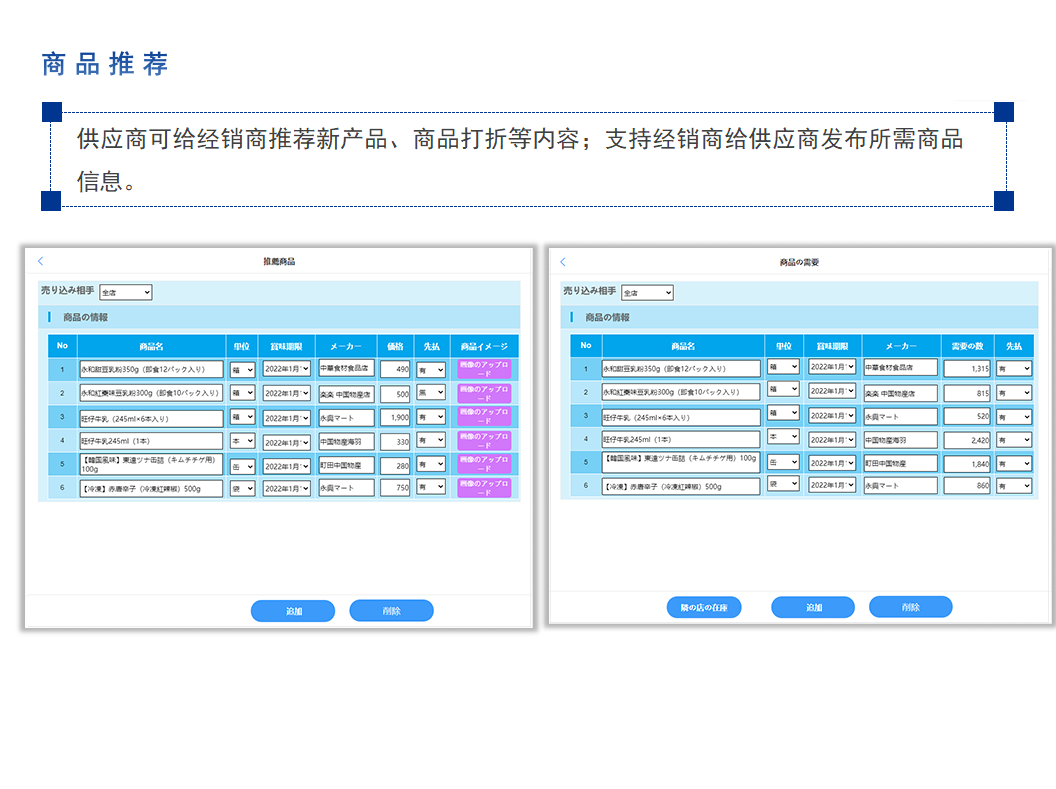 商品推荐
供应商可给经销商推荐新产品、商品打折等内容；支持经销商给供应商发布所需商品
信息。
推薦商品
売り込み相手 全店
商品の情報
No 商品名 単位 賞味期限 メーカー 価格 先払 商品イメージ
1 永和甜豆乳粉350g（即食12パック入り） 箱 2022年1月 中華食材食品店 490 有 画像のアップロード
2 永和紅棗味豆乳粉300g（即食10パック入り） 箱 2022年1月 楽楽 中国物産店 500 無 画像のアップロード
3 旺仔牛乳（245ml×6本入り） 箱 2022年1月 永興マート 1,900 有 画像のアップロード
4 旺仔牛乳245ml（1本） 本 2022年1月 中国物産海羽 330 有 画像のアップロード
5 【韓国風味】東遠ツナ缶詰（キムチチゲ用）100g 缶 2022年1月 町田中国物産 280 有 画像のアップロード
6 【冷凍】赤唐辛子（冷凍紅辣椒）500g 袋 2022年1月 永興マート 750 有 画像のアップロード
追加 削除
商品の需要
売り込み相手 全店
商品の情報
No 商品名 単位 賞味期限 メーカー 需要の数 先払
1 永和甜豆乳粉350g（即食12パック入り） 箱 2022年1月 中華食材食品店 1,315 有
2 永和紅棗味豆乳粉300g（即食10パック入り） 箱 2022年1月 楽楽 中国物産店 815 有
3 旺仔牛乳（245ml×6本入り） 箱 2022年1月 永興マート 520 有
4 旺仔牛乳245ml（1本） 本 2022年1月 中国物産海羽 2,420 有
5 【韓国風味】東遠ツナ缶詰（キムチチゲ用）100g 缶 2022年1月 町田中国物産 1,840 有
6 【冷凍】赤唐辛子（冷凍紅辣椒）500g 袋 2022年1月 永興マート 860 有
隣の店の在庫 追加 削除